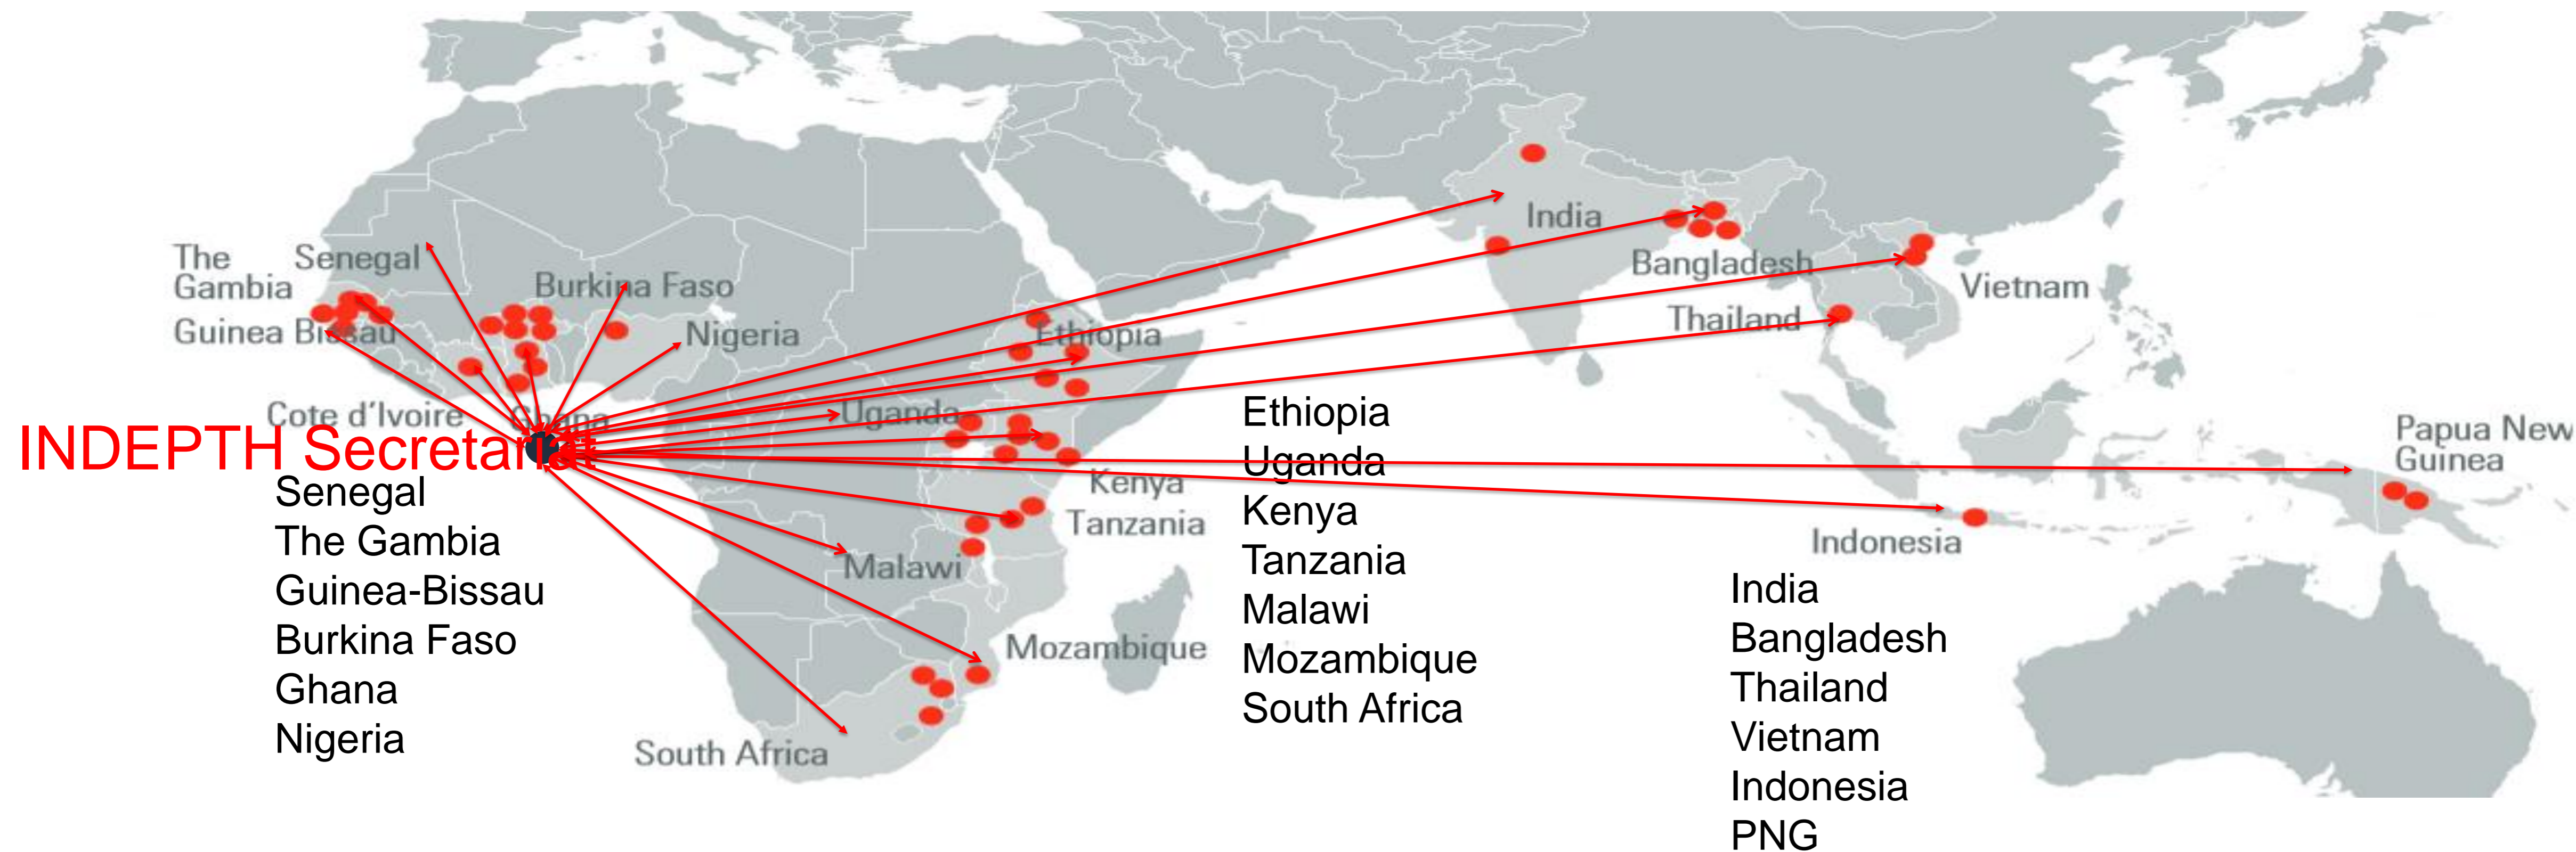 The
Gambia
Senegal
Burkina Faso
Guinea Bissau
Nigeria
Cote d'Ivoire
Ghana
INDEPTH Secretariat
Senegal
The Gambia
Guinea-Bissau
Burkina Faso
Ghana
Nigeria
Ethiopia
Uganda
Kenya
Tanzania
Malawi
Mozambique
South Africa
Ethiopia
Uganda
Kenya
Tanzania
Malawi
Mozambique
South Africa
India
Bangladesh
Thailand
Vietnam
Indonesia
Papua New
Guinea
India
Bangladesh
Thailand
Vietnam
Indonesia
PNG